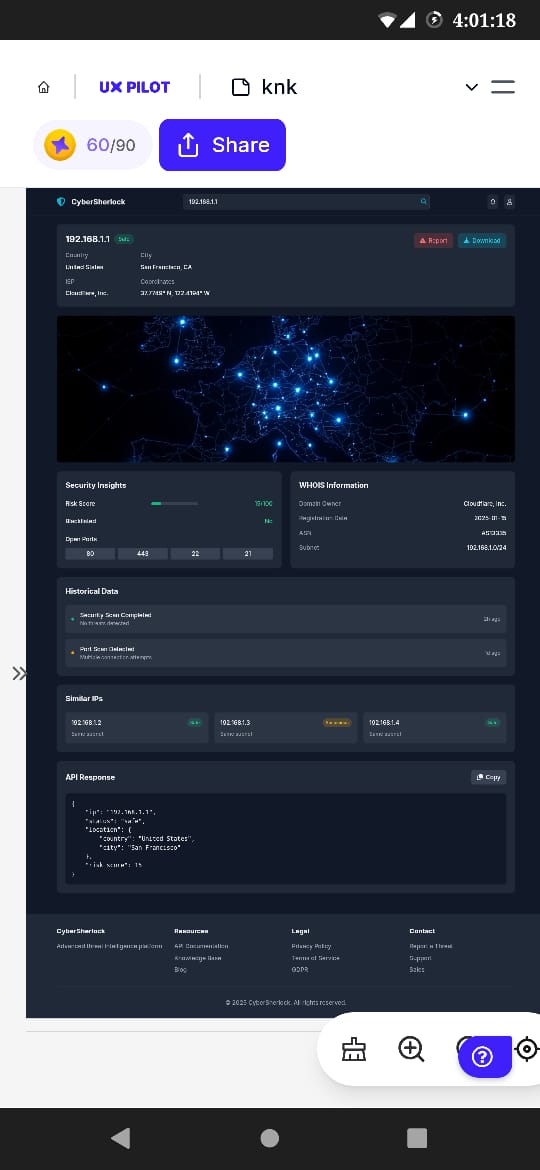 4:01:18
UX PILOT
knk
60/90
Share
CyberSherlock
192.168.1.1
192.168.1.1 Safe
Report
Download
Country
City
United States
San Francisco, CA
ISP
Coordinates
Cloudflare, Inc.
37.7749° N, 122.4194° W
Security Insights
Risk Score
15/100
Blacklisted
No
Open Ports
80
443
22
21
WHOIS Information
Domain Owner
Cloudflare, Inc.
Registration Date
2025-01-15
ASN
AS13335
Subnet
192.168.1.0/24
Historical Data
Security Scan Completed
No threats detected
2h ago
Port Scan Detected
Multiple connection attempts
1d ago
Similar IPs
192.168.1.2
Safe
Same subnet
192.168.1.3
Suspicious
Same subnet
192.168.1.4
Safe
Same subnet
API Response
Copy
{
"ip": "192.168.1.1",
"status": "safe",
"location": {
"country": "United States",
"city": "San Francisco"
},
"risk_score": 15
}
CyberSherlock
Advanced threat intelligence platform
Resources
API Documentation
Knowledge Base
Blog
Legal
Privacy Policy
Terms of Service
GDPR
Contact
Report a Threat
Support
Sales
© 2025 CyberSherlock. All rights reserved.